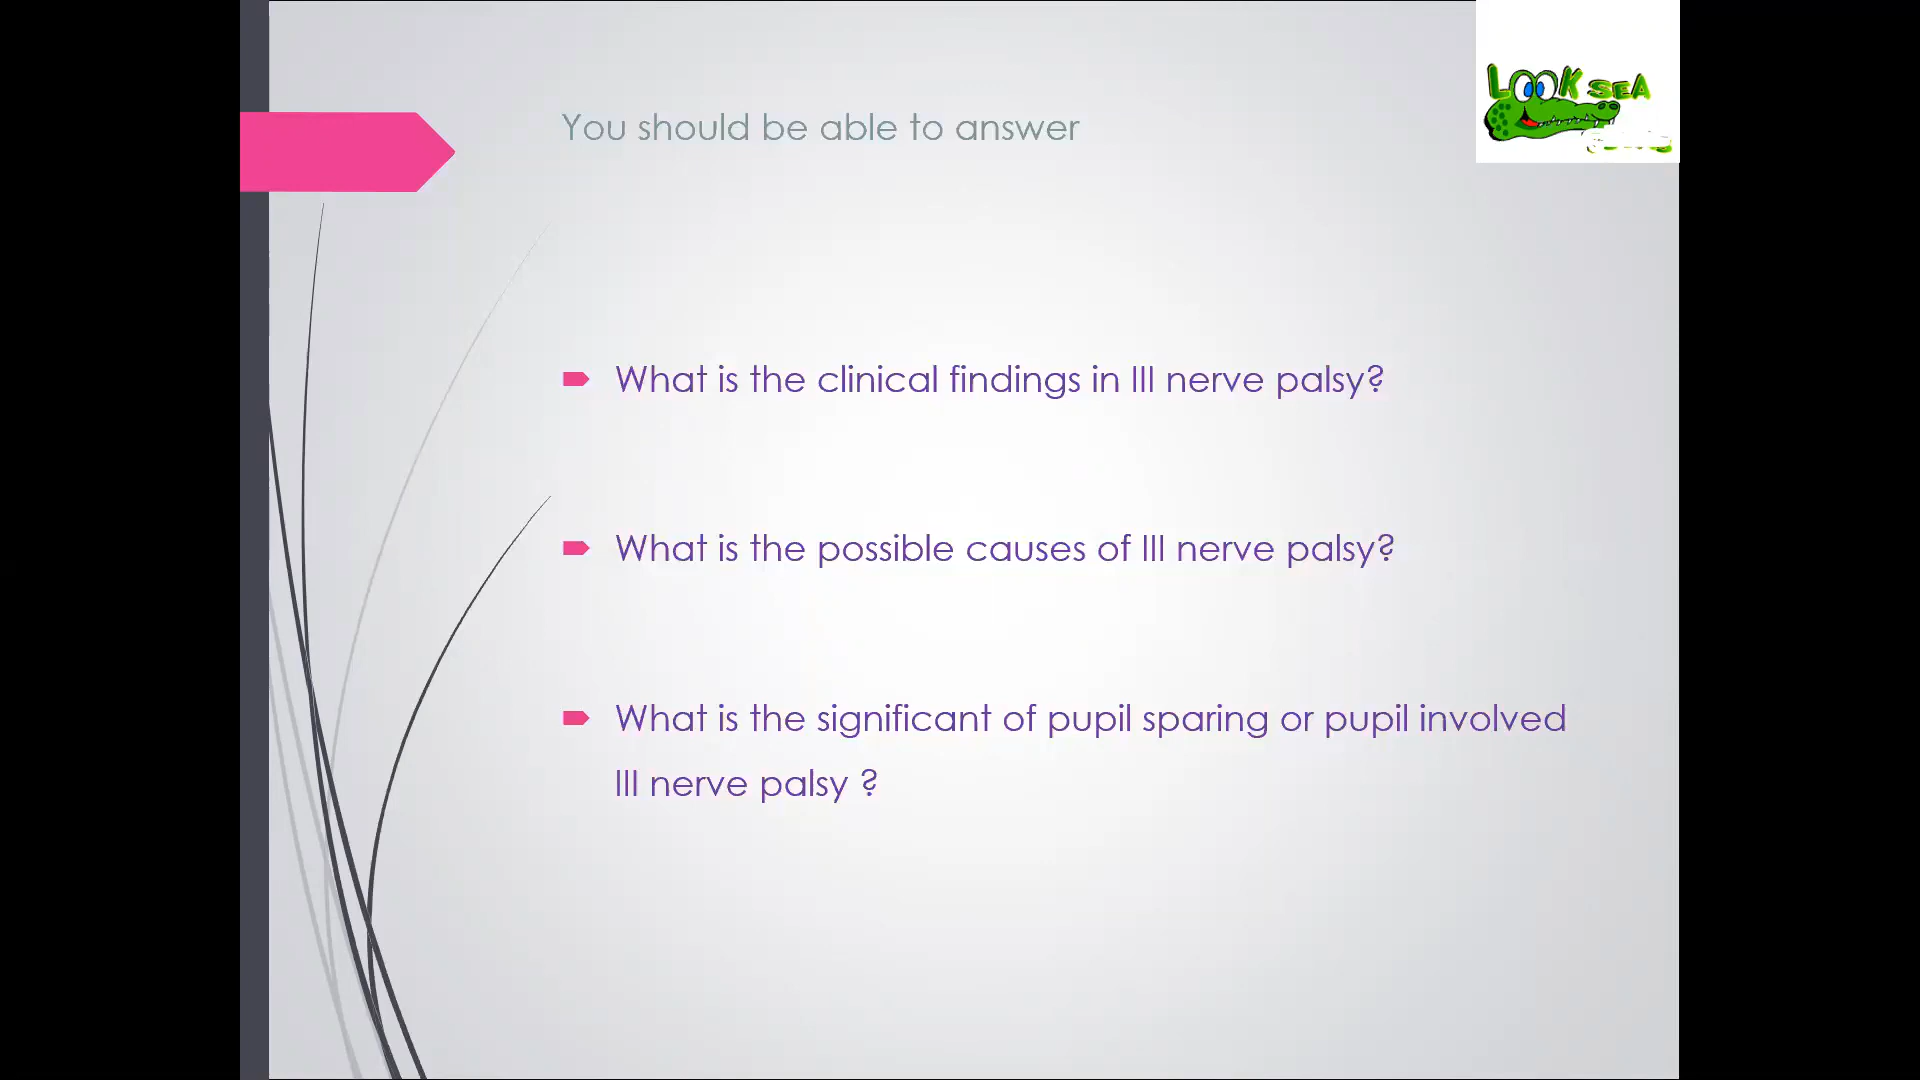 LOOK SEA
You should be able to answer
What is the clinical findings in III nerve palsy?
What is the possible causes of III nerve palsy?
What is the significant of pupil sparing or pupil involved
III nerve palsy ?